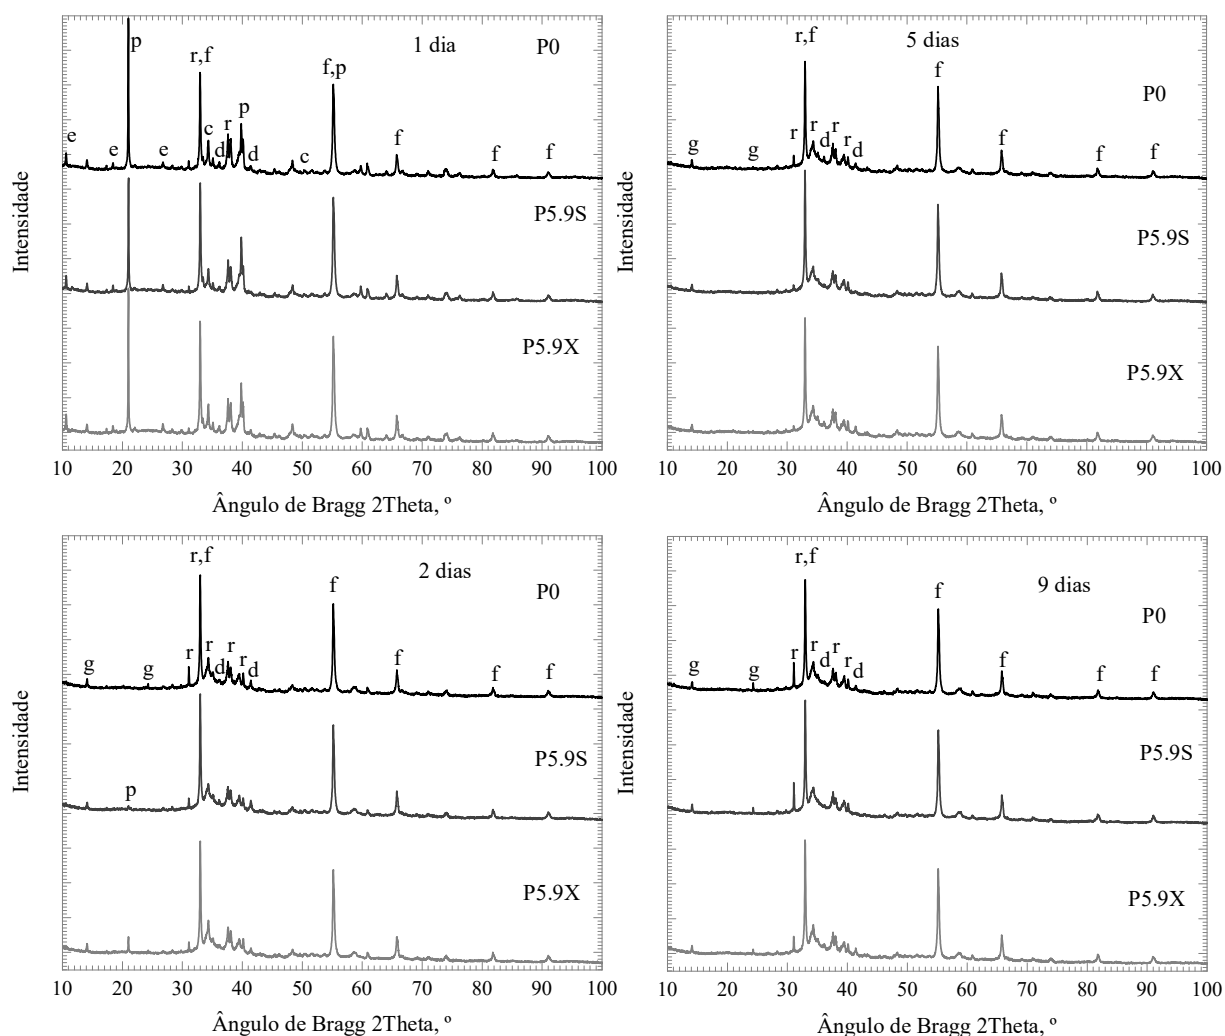 1 dia
P0
p
r,f
f,p
e
e
e
c
d
r
p
d
c
f
f
f
P5.9S
P5.9X
Intensidade
10 20 30 40 50 60 70 80 90 100
Ângulo de Bragg 2Theta, º
5 dias
P0
r,f
f
g
g
r
r
d
r
r
d
f
f
f
P5.9S
P5.9X
Intensidade
10 20 30 40 50 60 70 80 90 100
Ângulo de Bragg 2Theta, º
2 dias
P0
r,f
f
g
g
r
r
d
r
r
d
f
f
f
P5.9S
p
P5.9X
Intensidade
10 20 30 40 50 60 70 80 90 100
Ângulo de Bragg 2Theta, º
9 dias
P0
r,f
f
g
g
r
r
d
r
r
d
f
f
f
P5.9S
P5.9X
Intensidade
10 20 30 40 50 60 70 80 90 100
Ângulo de Bragg 2Theta, º